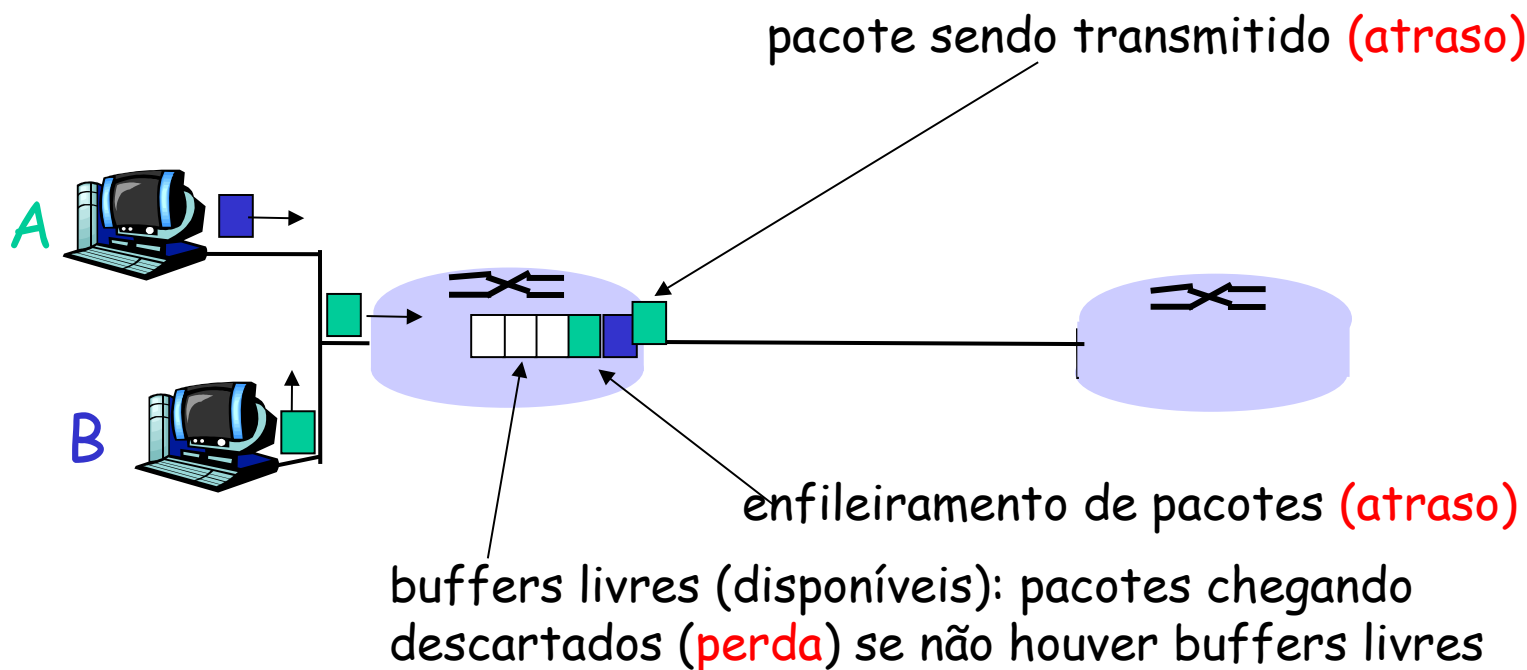 pacote sendo transmitido (atraso)
A
B
enfileiramento de pacotes (atraso)
buffers livres (disponíveis): pacotes chegando
descartados (perda) se não houver buffers livres